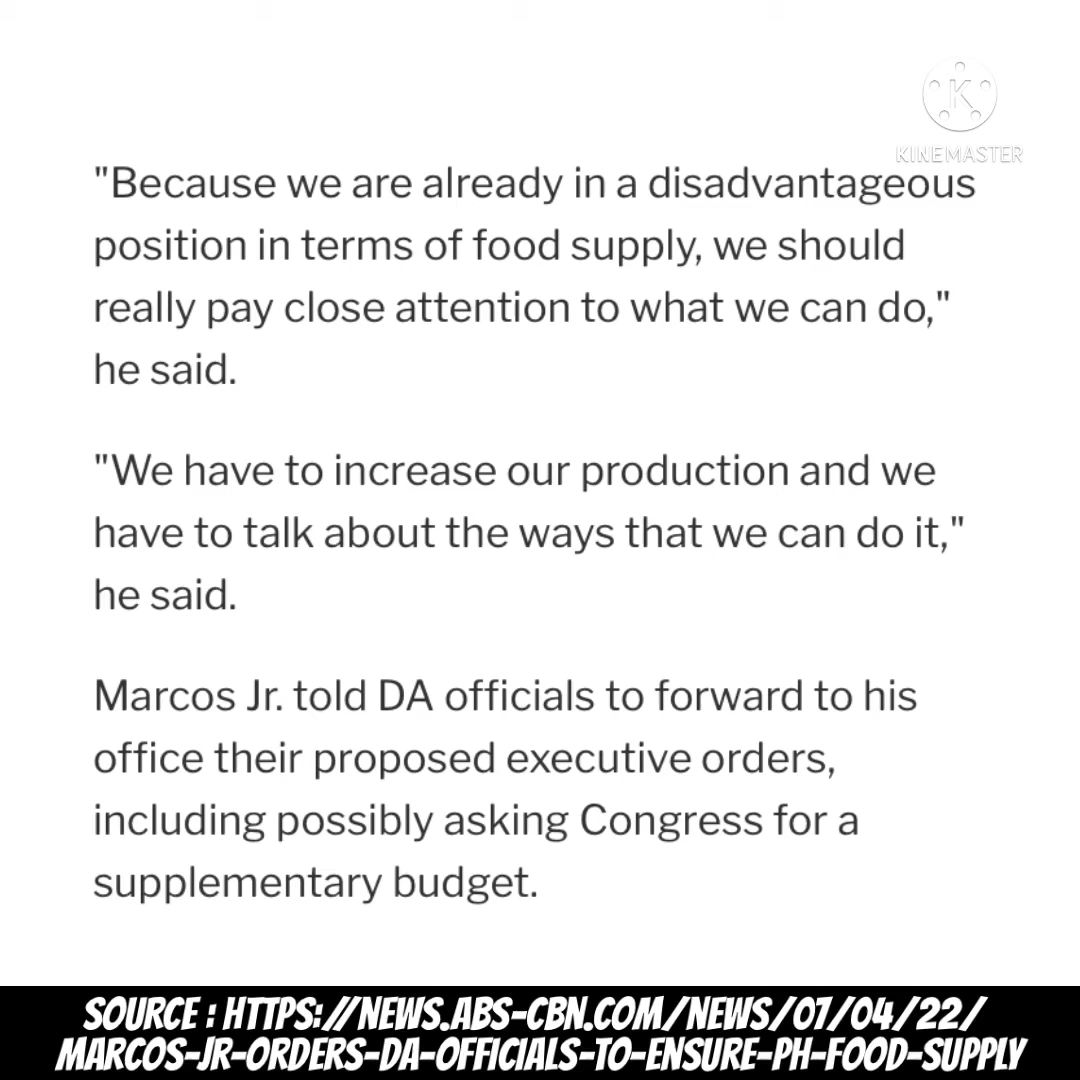 KINEMASTER
"Because we are already in a disadvantageous
position in terms of food supply, we should
really pay close attention to what we can do,"
he said.
"We have to increase our production and we
have to talk about the ways that we can do it,"
he said.
Marcos Jr. told DA officials to forward to his
office their proposed executive orders,
including possibly asking Congress for a
supplementary budget.
SOURCE : HTTPS://NEWS.ABS-CBN.COM/NEWS/07/04/22/
MARCOS-JR-ORDERS-DA-OFFICIALS-TO-ENSURE-PH-FOOD-SUPPLY